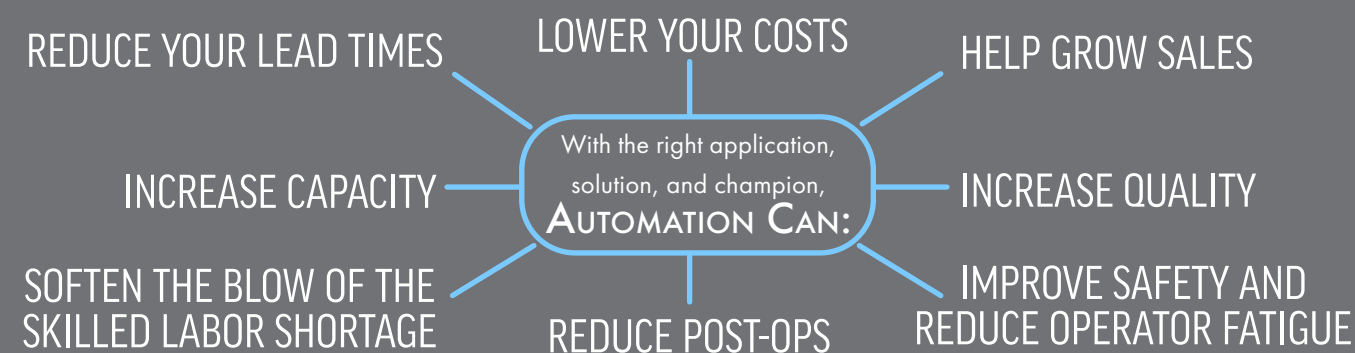 REDUCE YOUR LEAD TIMES
LOWER YOUR COSTS
HELP GROW SALES
With the right application,
solution, and champion,
AUTOMATION CAN:
INCREASE CAPACITY
INCREASE QUALITY
SOFTEN THE BLOW OF THE
SKILLED LABOR SHORTAGE
REDUCE POST-OPS
IMPROVE SAFETY AND
REDUCE OPERATOR FATIGUE